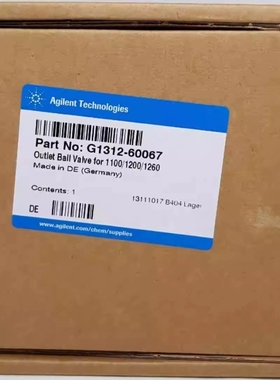 Agilent Technologies
Part No: G1312-60067
Outlet Ball Valve for 1100/1200/1260
Made in DE (Germany)
Contents: 1
13111017 B404 Lager
DE
www.agilent.com/chem/supplies